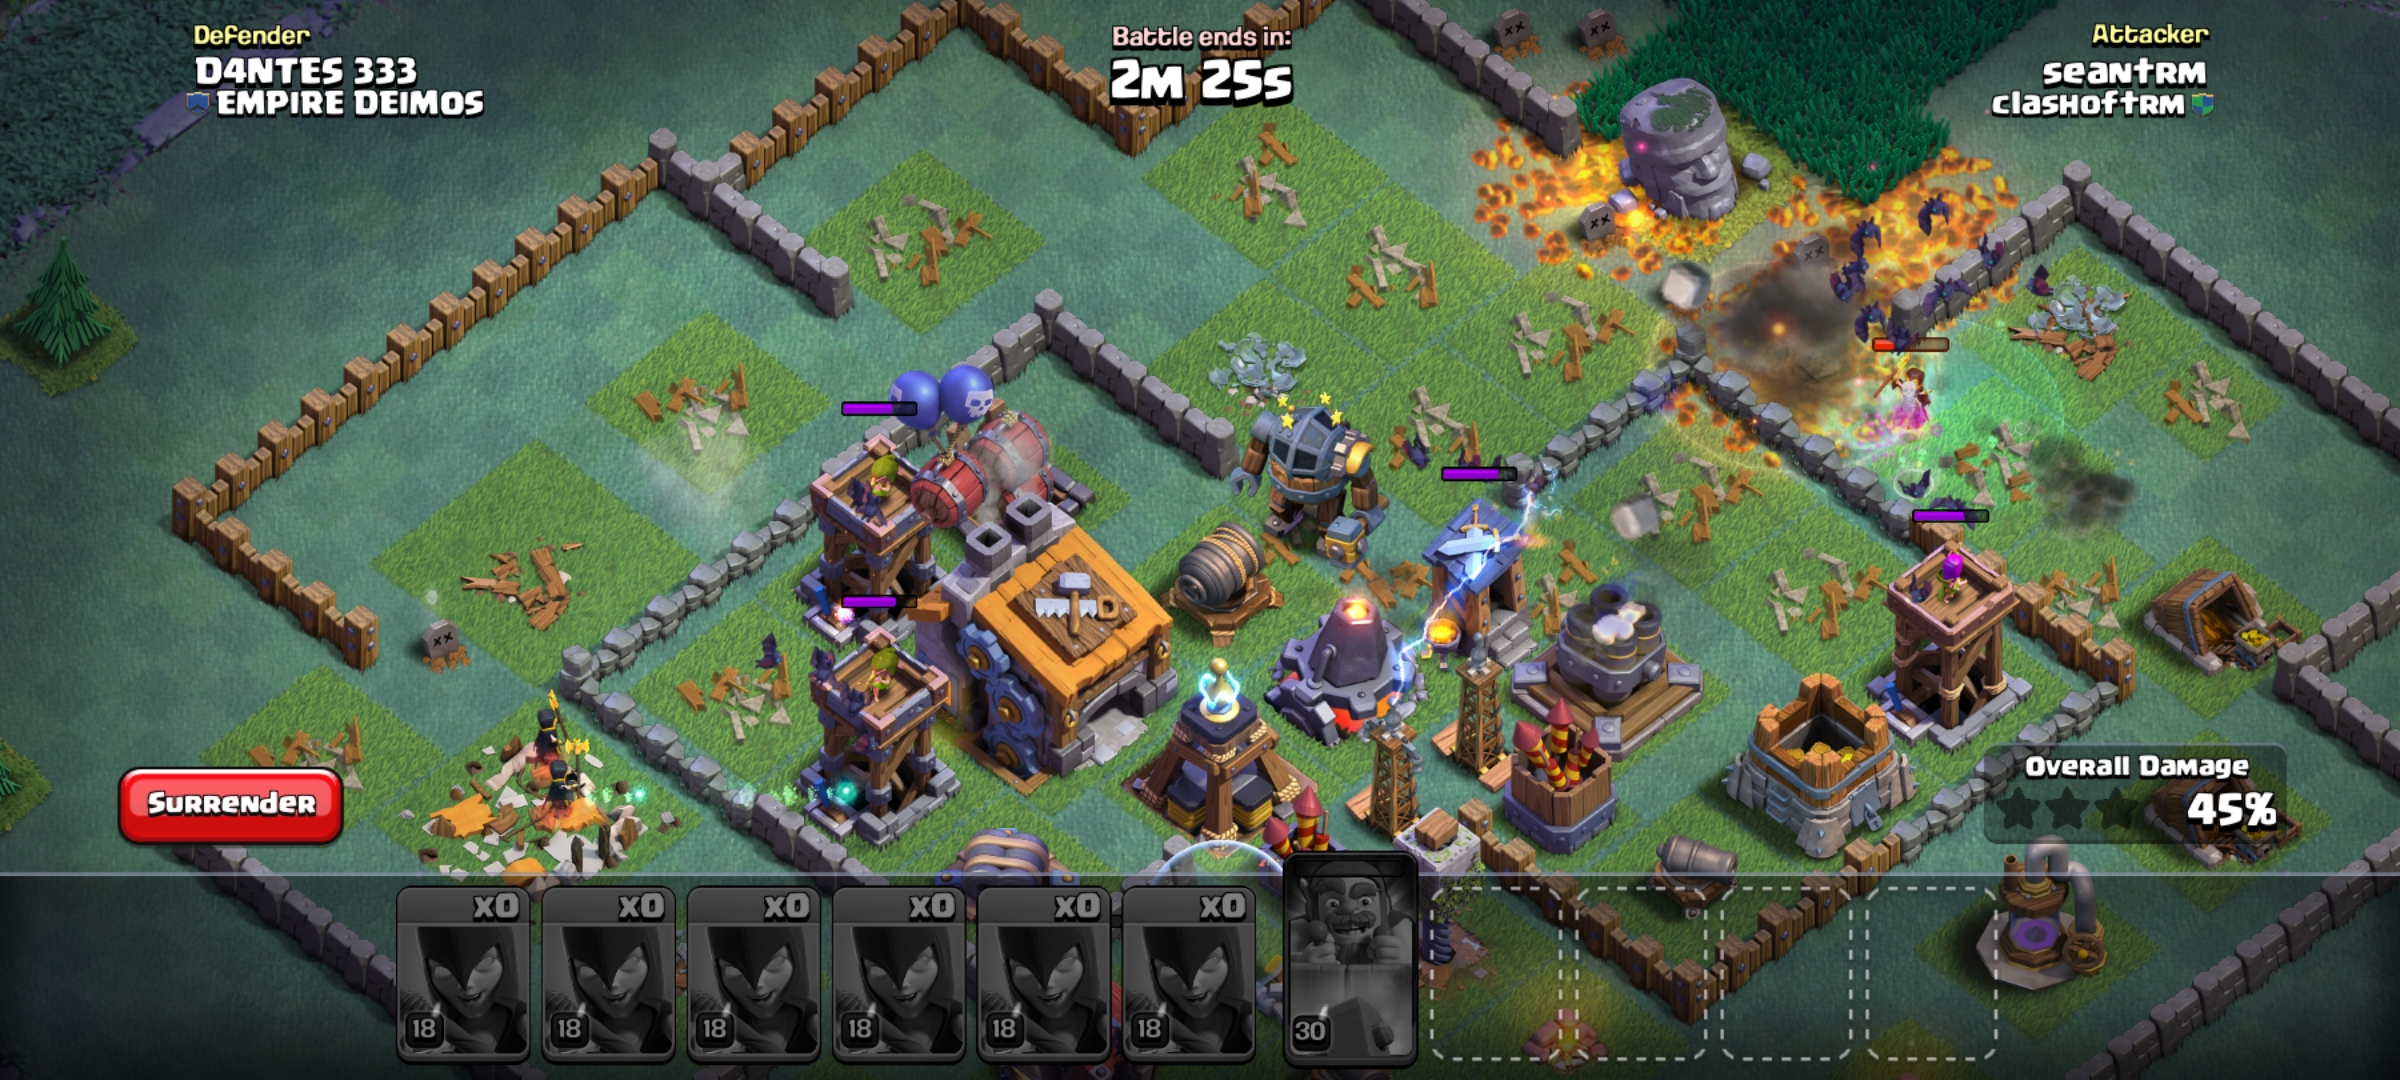 Defender
D4NTES 333
EMPIRE DEIMOS
Battle ends in:
2M 25s
Attacker
seantRM
clashoftRM
Surrender
Overall Damage
45%
x0
x0
x0
x0
x0
x0
18
18
18
18
18
18
30